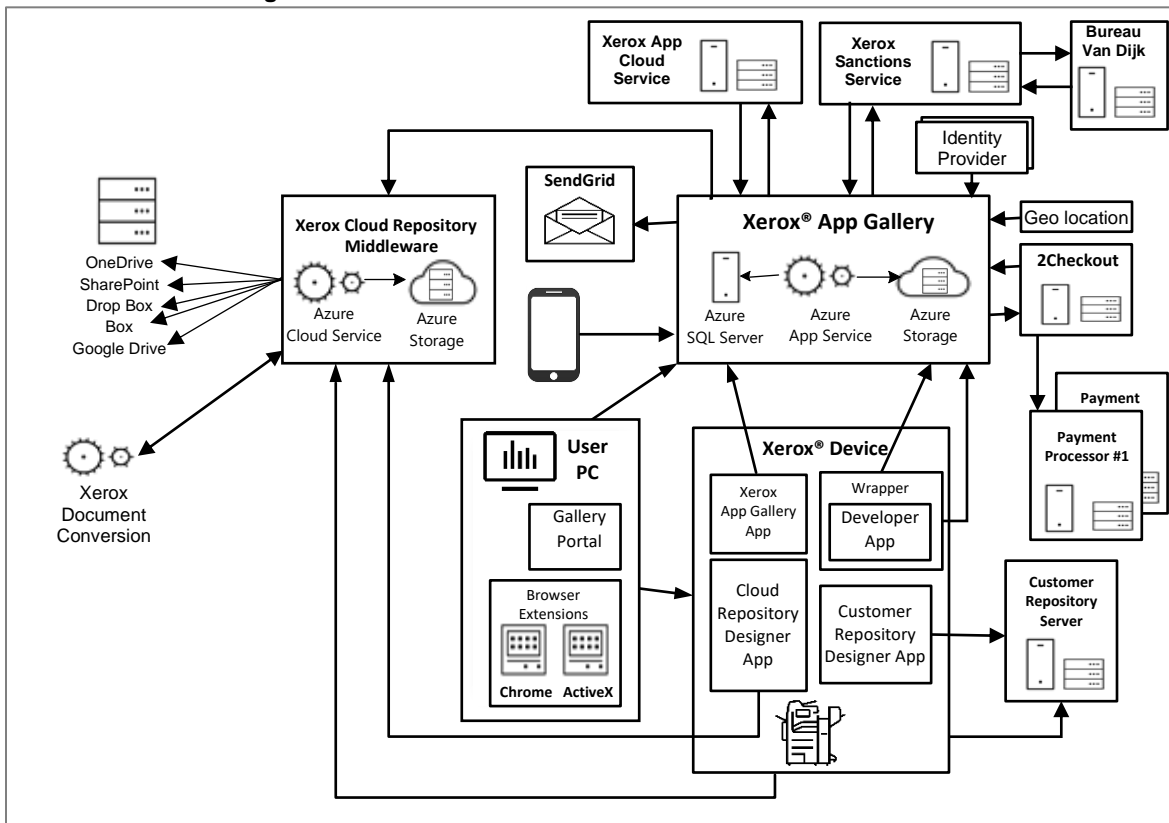 Xerox App
Cloud
Service
Xerox
Sanctions
Service
Bureau
Van Dijk
Identity
Provider
SendGrid
Xerox® App Gallery
Geo location
Xerox Cloud Repository
Middleware
OneDrive
SharePoint
Drop Box
Box
Google Drive
Azure
Cloud Service
Azure
Storage
Azure
SQL Server
Azure
App Service
Azure
Storage
2Checkout
Payment
Payment
Processor #1
Xerox
Document
Conversion
User
PC
Gallery
Portal
Browser
Extensions
Chrome
ActiveX
Xerox® Device
Xerox
App Gallery
App
Wrapper
Developer
App
Cloud
Repository
Designer
App
Customer
Repository
Designer App
Customer
Repository
Server